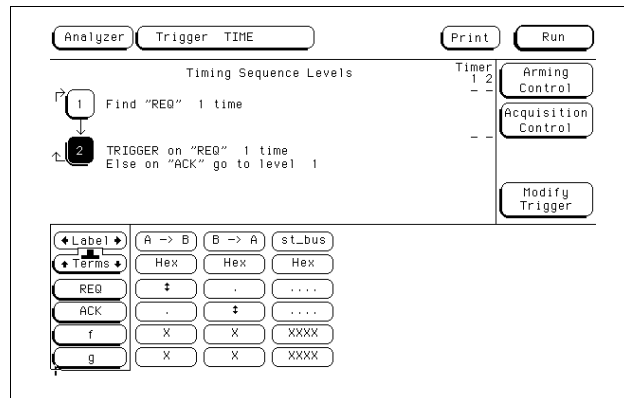 Analyzer Trigger TIME Print Run
Timing Sequence Levels
Timer
1 2
- -
Arming
Control
1 Find "REQ" 1 time
Acquisition
Control
- -
2 TRIGGER on "REQ" 1 time
Else on "ACK" go to level 1
Modify
Trigger
Label A -> B B -> A st_bus
Terms Hex Hex Hex
REQ ↕ . ....
ACK . ↕ ....
f X X XXXX
g X X XXXX